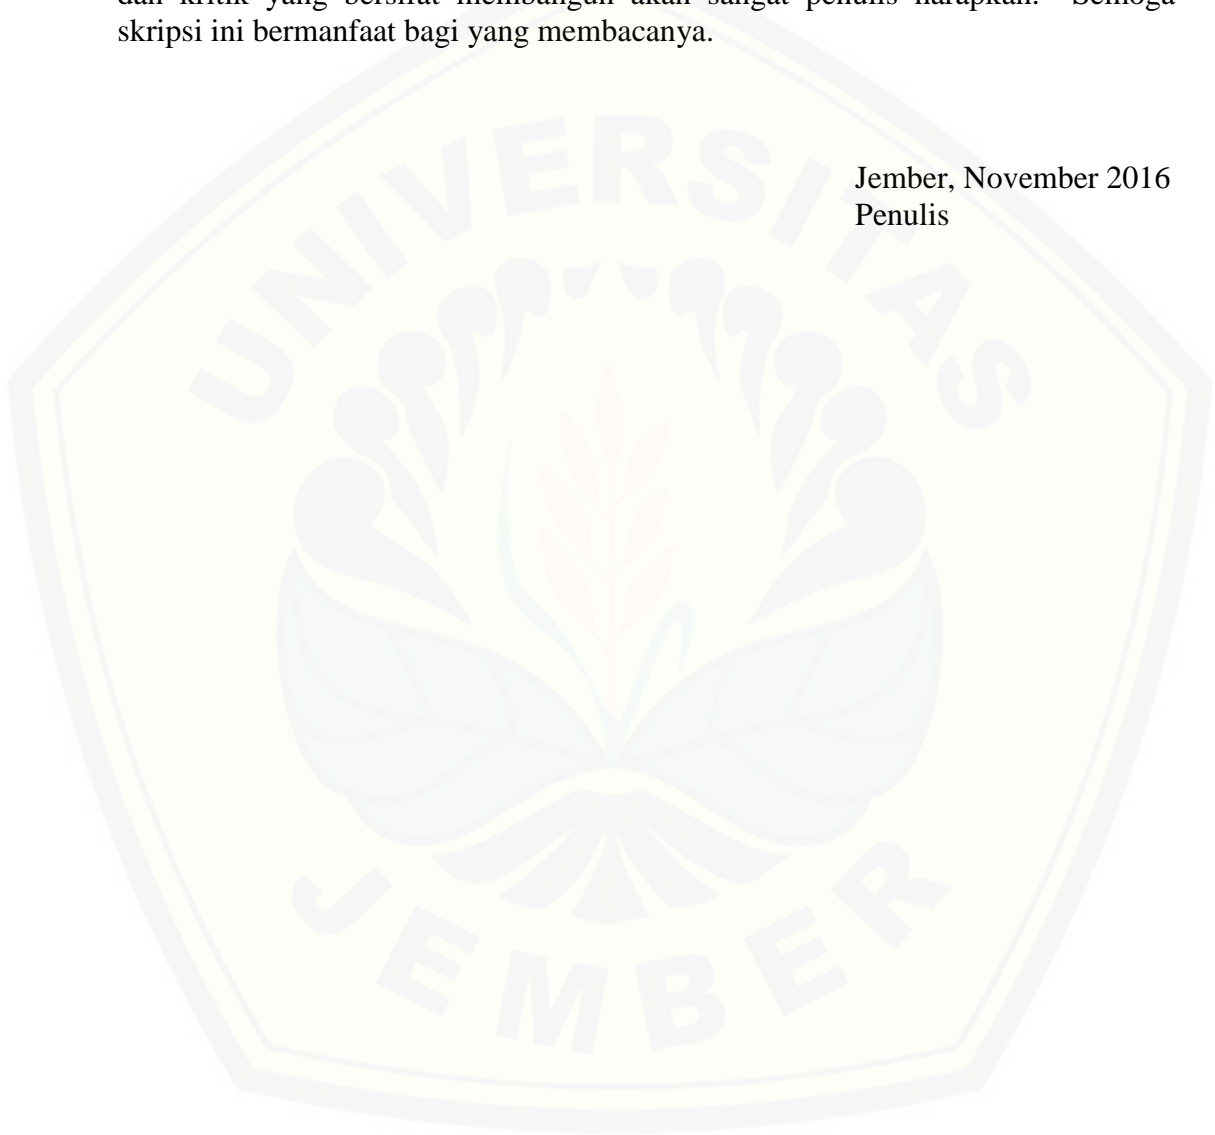 dan kritik yang bersifat membangun akan sangat penulis harapkan. Semoga
skripsi ini bermanfaat bagi yang membacanya.
Jember, November 2016
Penulis
UNIVERSITAS
JEMBER